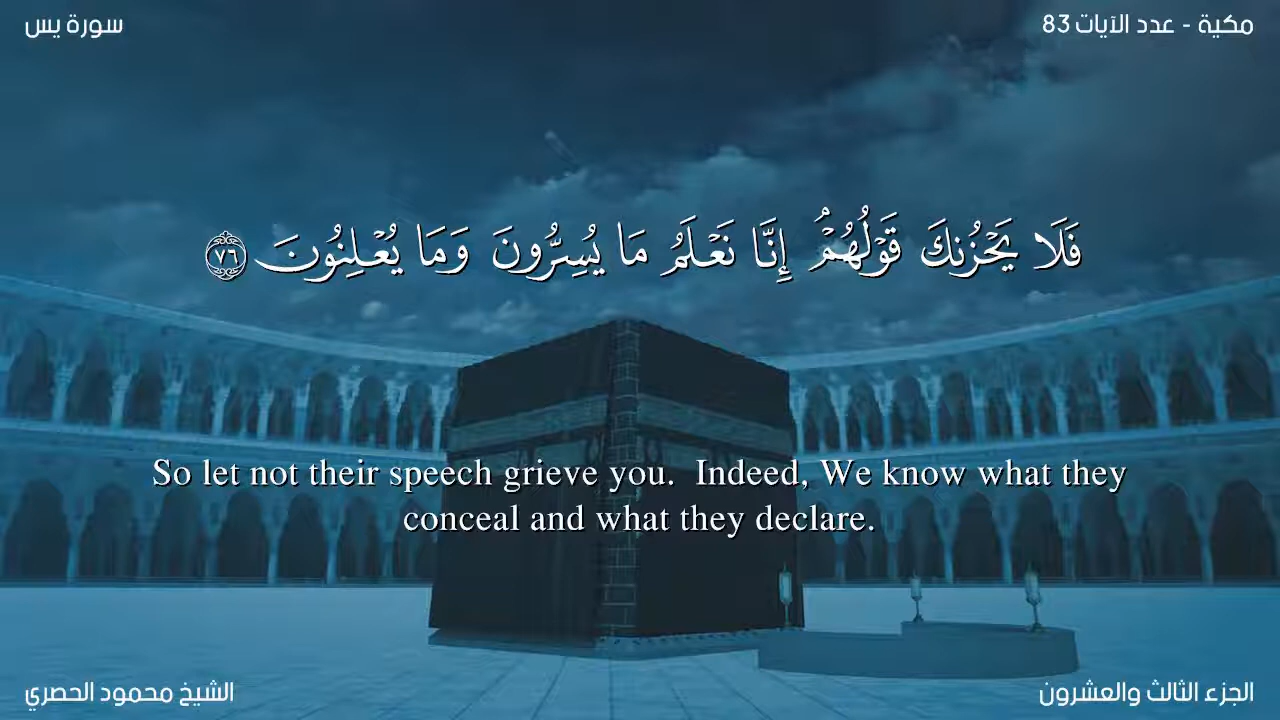 مكية - عدد الآيات 83
سورة يس
فَلَا يَحْزُنكَ قَوْلُهُمْ ۘ إِنَّا نَعْلَمُ مَا يُسِرُّونَ وَمَا يُعْلِنُونَ ٧٦
So let not their speech grieve you.  Indeed, We know what they
conceal and what they declare.
الجزء الثالث والعشرون
الشيخ محمود الحصري